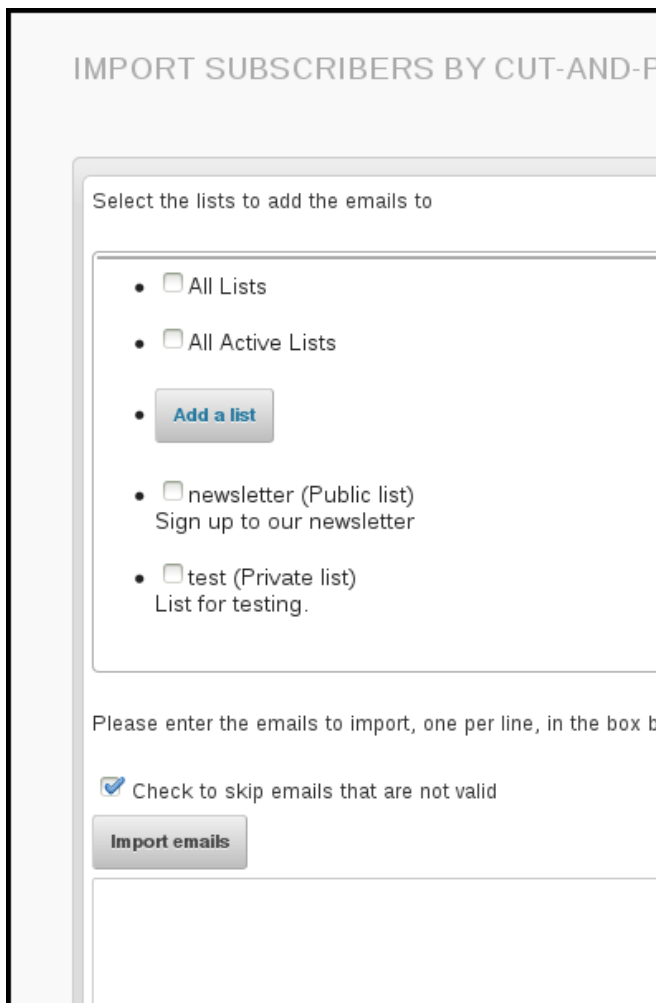 IMPORT SUBSCRIBERS BY CUT-AND-P
Select the lists to add the emails to
All Lists
All Active Lists
Add a list
newsletter (Public list)
Sign up to our newsletter
test (Private list)
List for testing.
Please enter the emails to import, one per line, in the box b
Check to skip emails that are not valid
Import emails